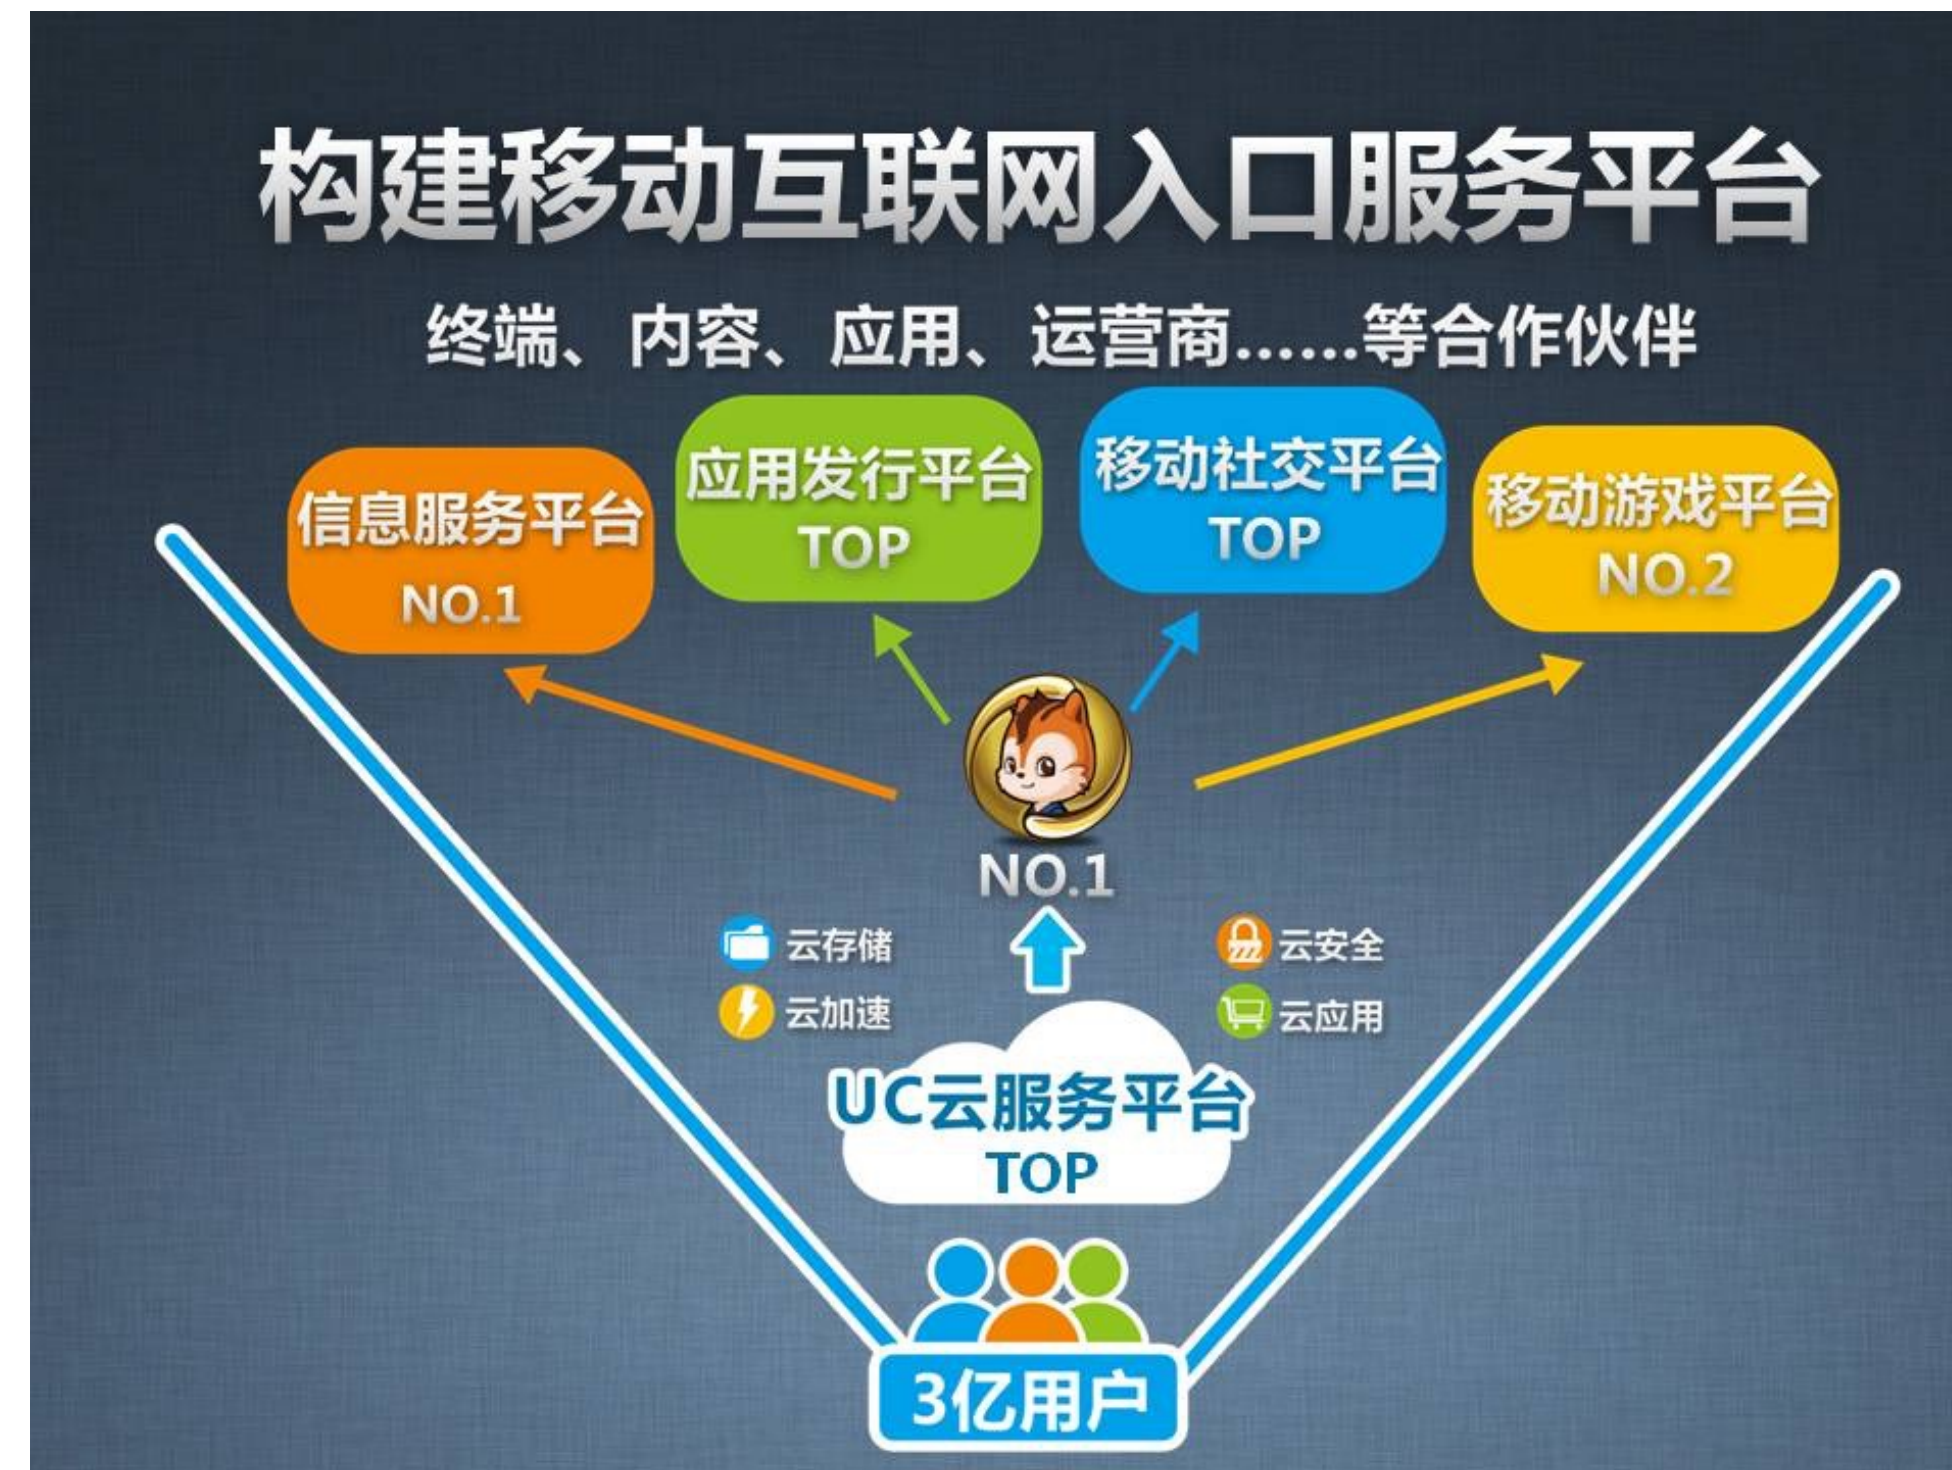 构建移动互联网入口服务平台
终端、内容、应用、运营商……等合作伙伴
信息服务平台
NO.1
应用发行平台
TOP
移动社交平台
TOP
移动游戏平台
NO.2
NO.1
云存储
云加速
云安全
云应用
UC云服务平台
TOP
3亿用户